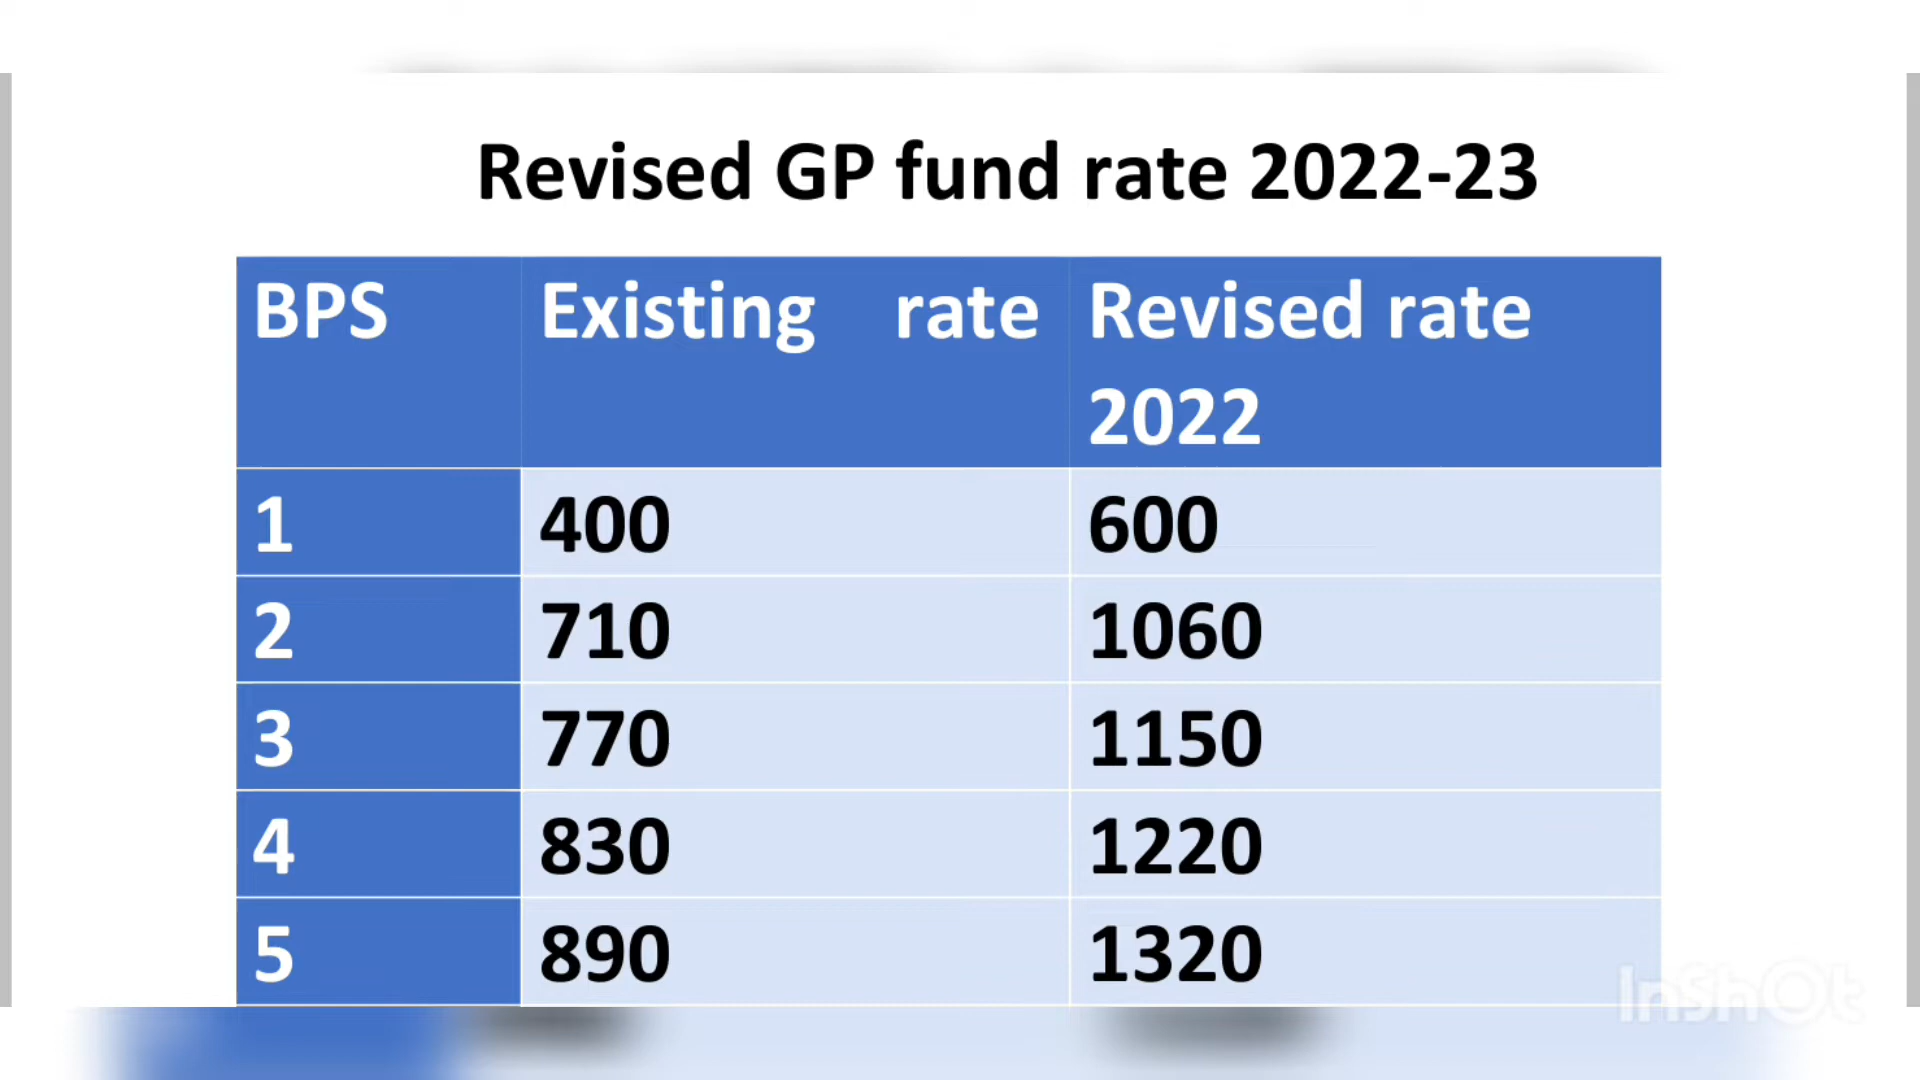 Revised GP fund rate 2022-23
BPS Existing rate Revised rate
2022
1 400 600
2 710 1060
3 770 1150
4 830 1220
5 890 1320
InShOt